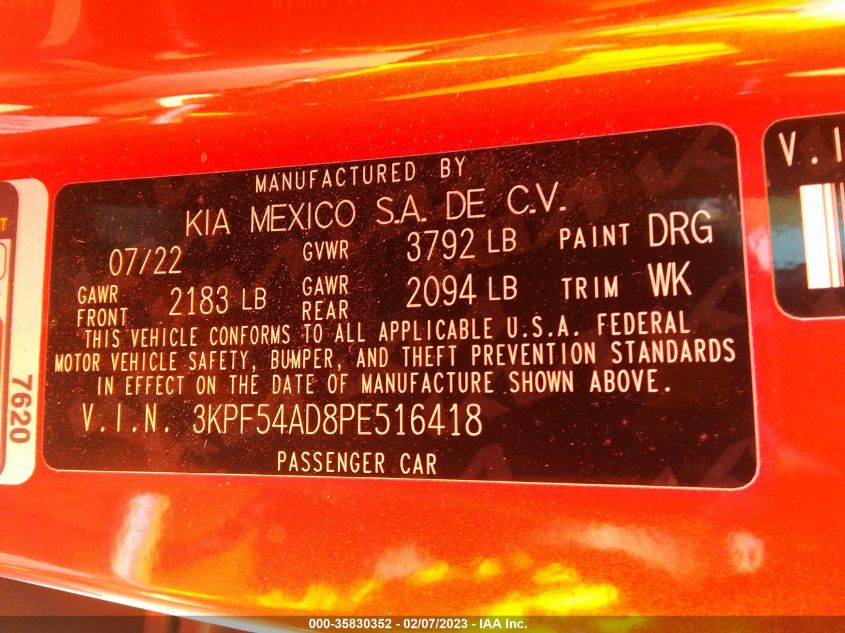 MANUFACTURED BY
KIA MEXICO S.A. DE C.V.
07/22 GVWR 3792 LB PAINT DRG
GAWR FRONT 2183 LB GAWR REAR 2094 LB TRIM WK
THIS VEHICLE CONFORMS TO ALL APPLICABLE U.S.A. FEDERAL
MOTOR VEHICLE SAFETY, BUMPER, AND THEFT PREVENTION STANDARDS
IN EFFECT ON THE DATE OF MANUFACTURE SHOWN ABOVE.
V.I.N. 3KPF54AD8PE516418
PASSENGER CAR
7620
V.I
000-35830352 - 02/07/2023 - IAA Inc.